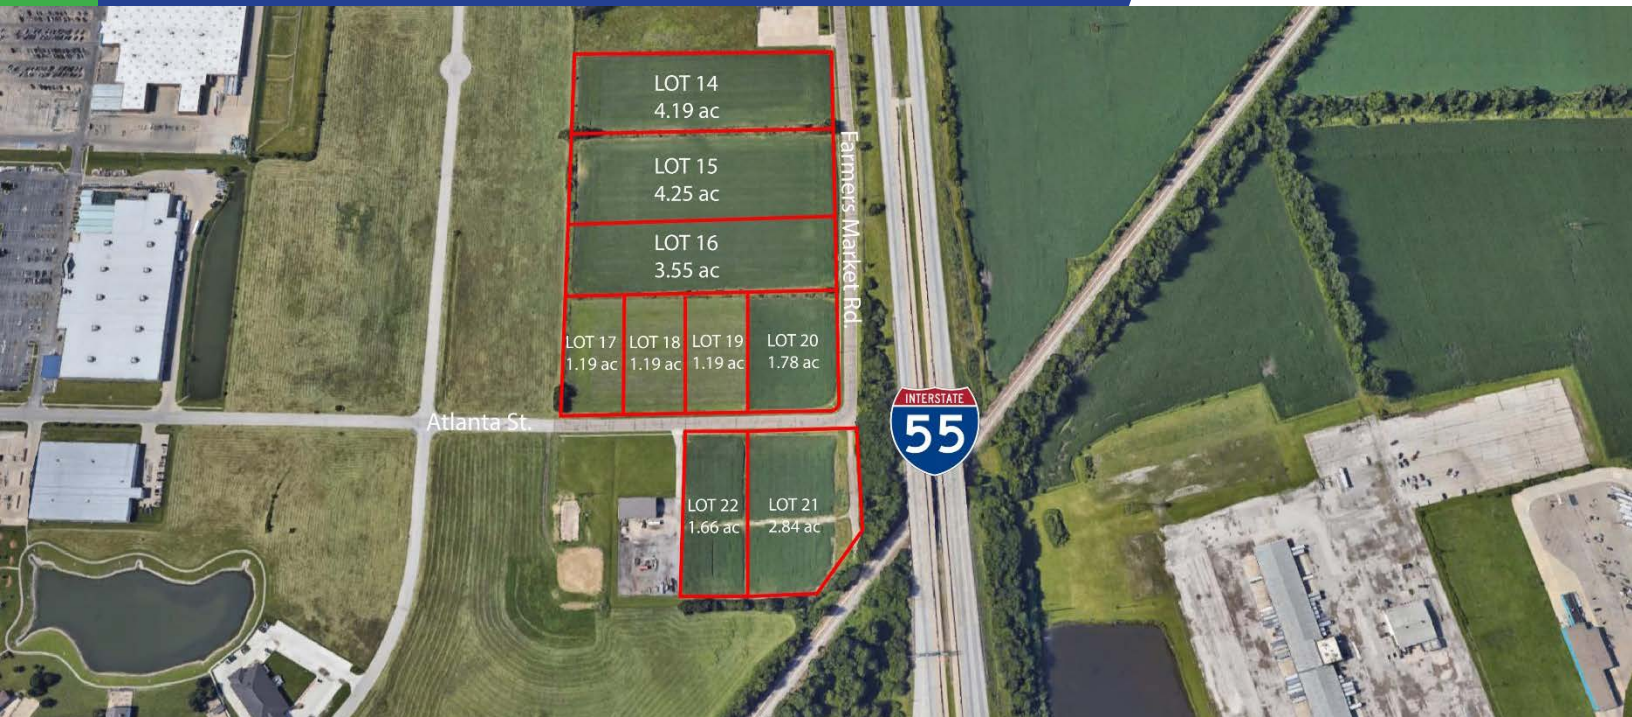 LOT 14
4.19 ac
LOT 15
4.25 ac
LOT 16
3.55 ac
Farmers Market Rd.
LOT 17
1.19 ac
LOT 18
1.19 ac
LOT 19
1.19 ac
LOT 20
1.78 ac
Atlanta St.
INTERSTATE
55
LOT 22
1.66 ac
LOT 21
2.84 ac